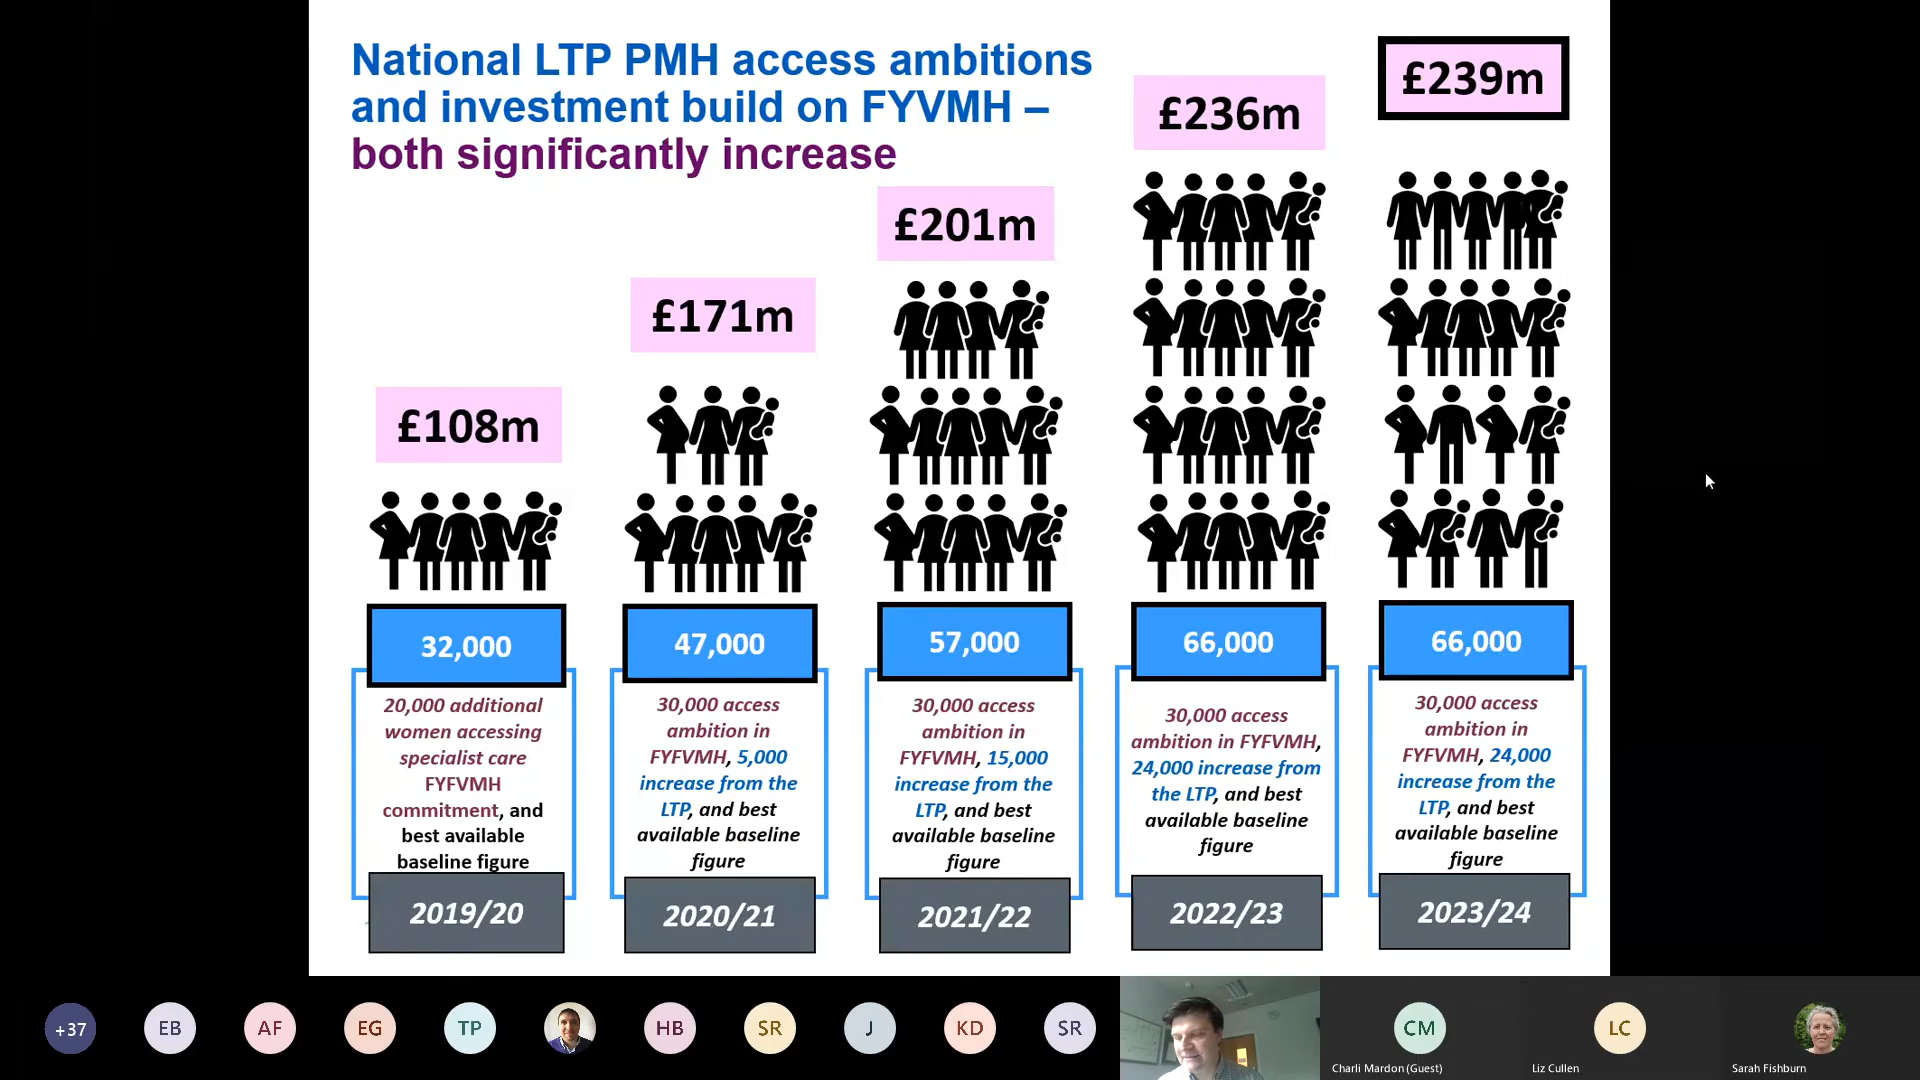 National LTP PMH access ambitions
and investment build on FYVMH –
both significantly increase
£108m
£171m
£201m
£236m
£239m
32,000
20,000 additional
women accessing
specialist care
FYFVMH
commitment, and
best available
baseline figure
2019/20
47,000
30,000 access
ambition in
FYFVMH, 5,000
increase from the
LTP, and best
available baseline
figure
2020/21
57,000
30,000 access
ambition in
FYFVMH, 15,000
increase from the
LTP, and best
available baseline
figure
2021/22
66,000
30,000 access
ambition in FYFVMH,
24,000 increase from
the LTP, and best
available baseline
figure
2022/23
66,000
30,000 access
ambition in
FYFVMH, 24,000
increase from the
LTP, and best
available baseline
figure
2023/24
+37
EB
AF
EG
TP
HB
SR
J
KD
SR
CM
Charli Mardon (Guest)
LC
Liz Cullen
Sarah Fishburn